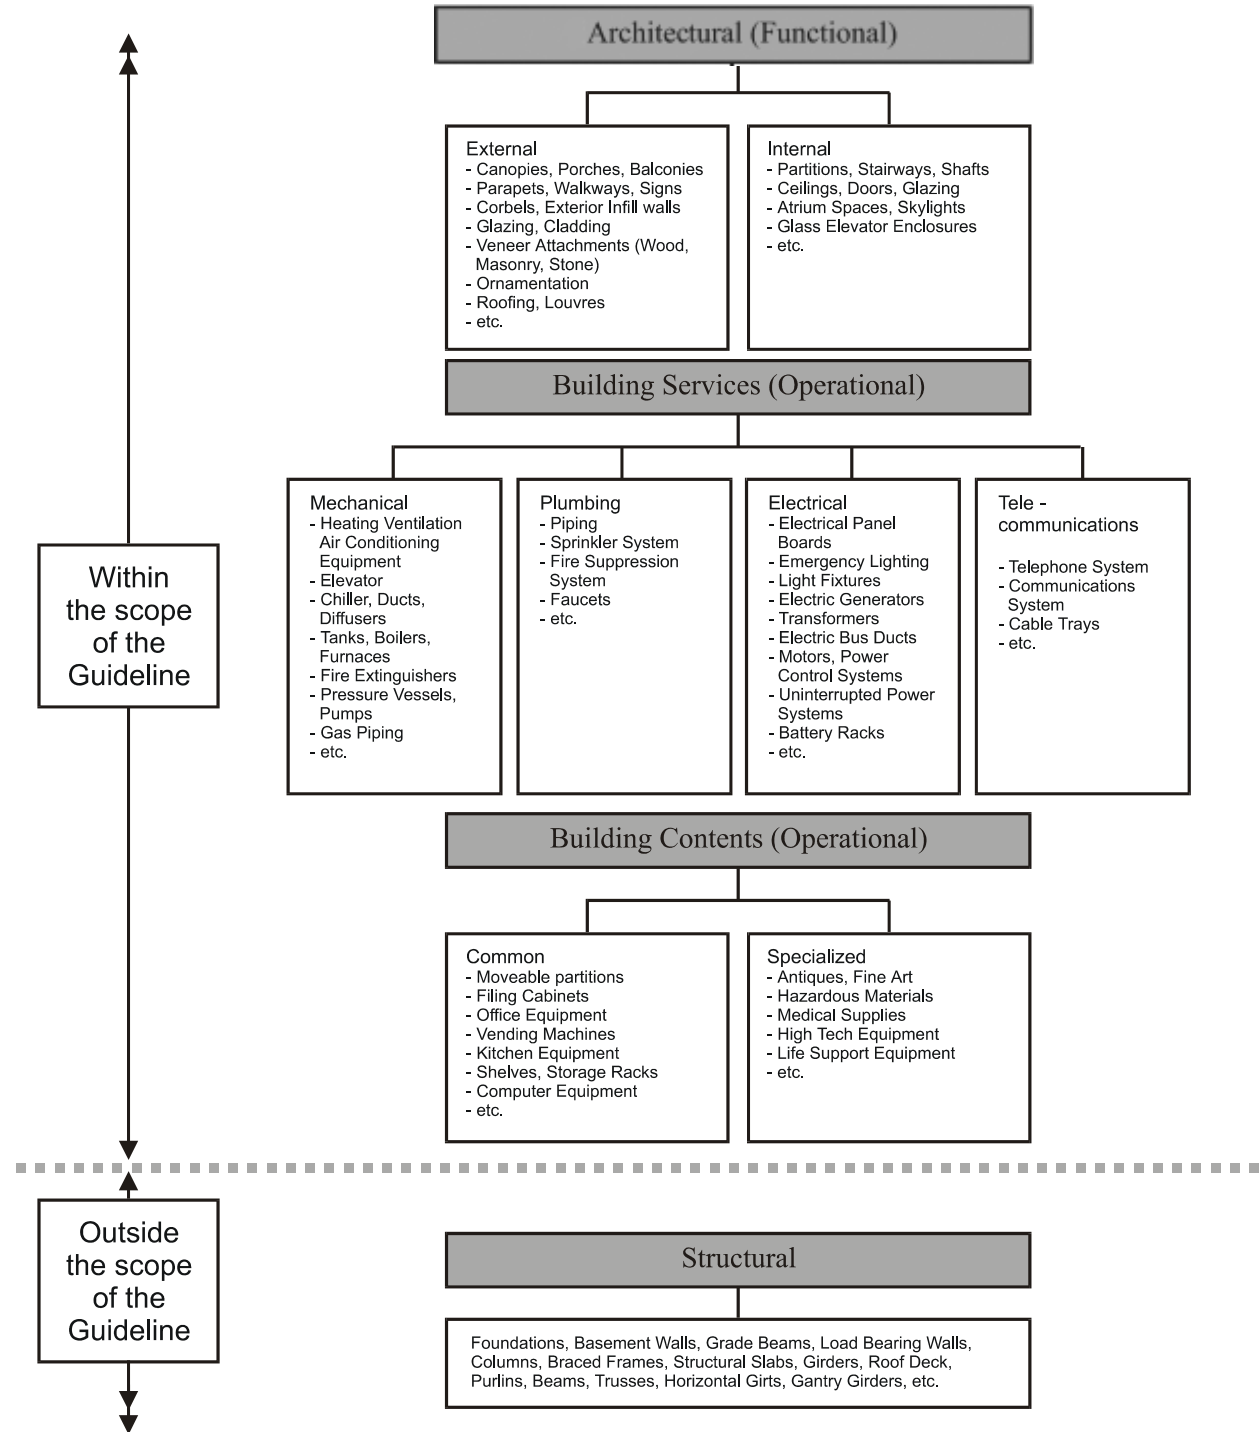 Architectural (Functional)
External
- Canopies, Porches, Balconies
- Parapets, Walkways, Signs
- Corbels, Exterior Infill walls
- Glazing, Cladding
- Veneer Attachments (Wood,
Masonry, Stone)
- Ornamentation
- Roofing, Louvres
- etc.
Internal
- Partitions, Stairways, Shafts
- Ceilings, Doors, Glazing
- Atrium Spaces, Skylights
- Glass Elevator Enclosures
- etc.
Building Services (Operational)
Mechanical
- Heating Ventilation
Air Conditioning
Equipment
- Elevator
- Chiller, Ducts,
Diffusers
- Tanks, Boilers,
Furnaces
- Fire Extinguishers
- Pressure Vessels,
Pumps
- Gas Piping
- etc.
Plumbing
- Piping
- Sprinkler System
- Fire Suppression
System
- Faucets
- etc.
Electrical
- Electrical Panel
Boards
- Emergency Lighting
- Light Fixtures
- Electric Generators
- Transformers
- Electric Bus Ducts
- Motors, Power
Control Systems
- Uninterrupted Power
Systems
- Battery Racks
- etc.
Tele -
communications
- Telephone System
- Communications
System
- Cable Trays
- etc.
Within
the scope
of the
Guideline
Building Contents (Operational)
Common
- Moveable partitions
- Filing Cabinets
- Office Equipment
- Vending Machines
- Kitchen Equipment
- Shelves, Storage Racks
- Computer Equipment
- etc.
Specialized
- Antiques, Fine Art
- Hazardous Materials
- Medical Supplies
- High Tech Equipment
- Life Support Equipment
- etc.
Outside
the scope
of the
Guideline
Structural
Foundations, Basement Walls, Grade Beams, Load Bearing Walls,
Columns, Braced Frames, Structural Slabs, Girders, Roof Deck,
Purlins, Beams, Trusses, Horizontal Girts, Gantry Girders, etc.